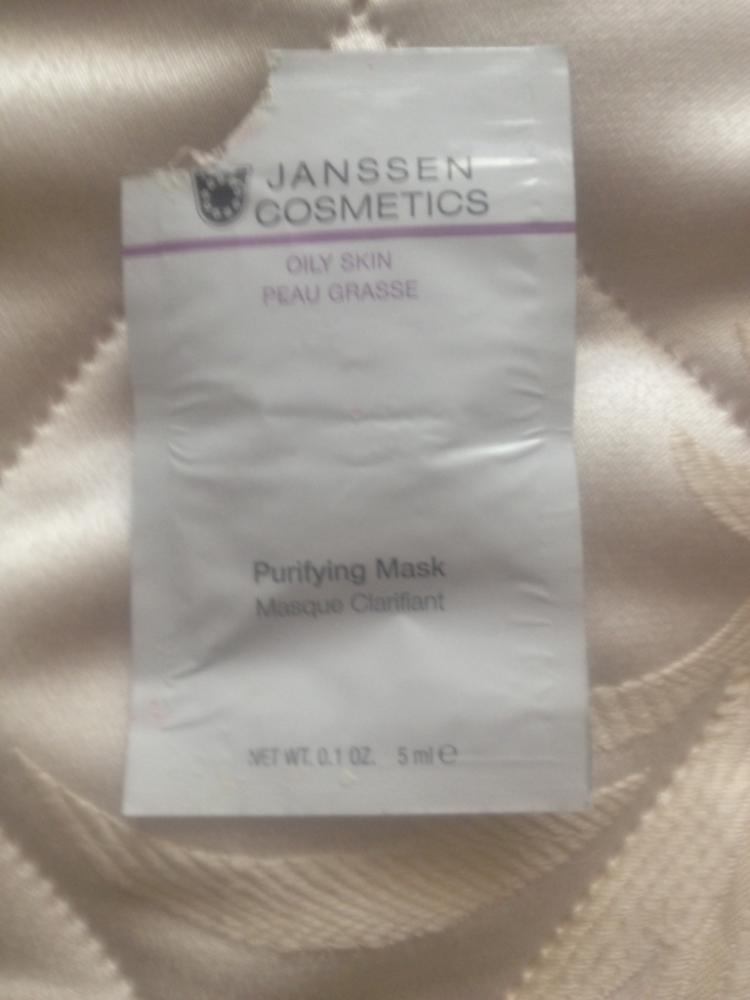 JANSSEN
COSMETICS
OILY SKIN
PEAU GRASSE
Purifying Mask
Masque Clarifiant
NET WT. 0.1 OZ. 5 ml ℮